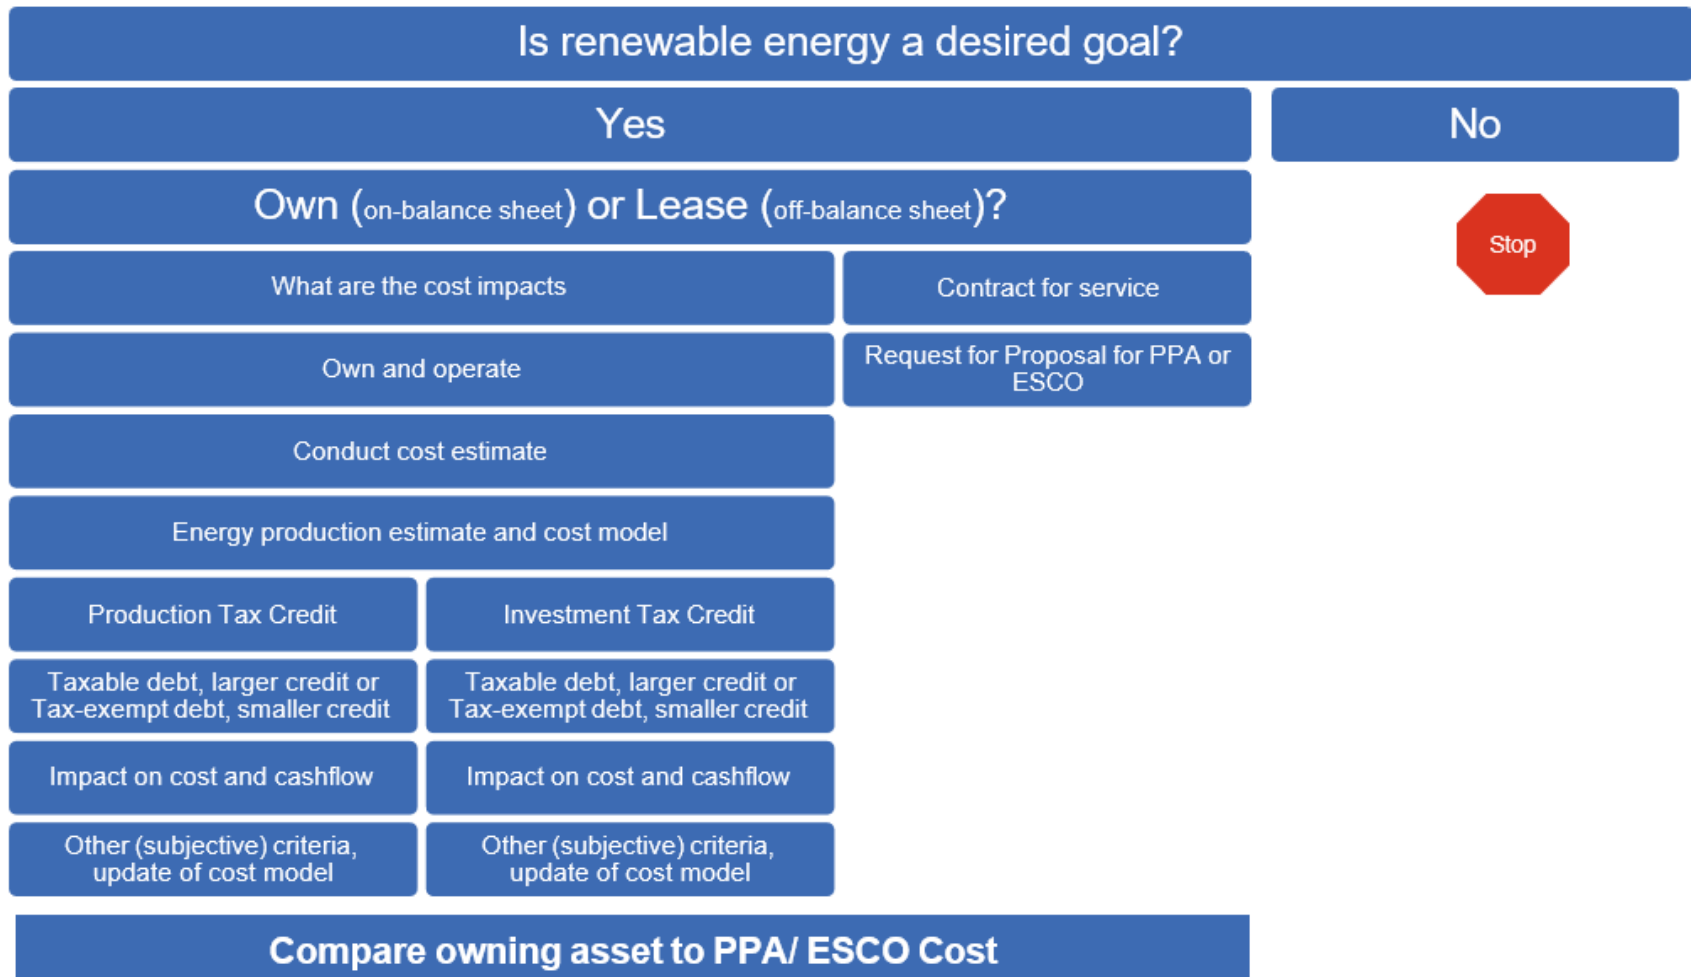 Is renewable energy a desired goal?
Yes
No
Own (on-balance sheet) or Lease (off-balance sheet)?
Stop
What are the cost impacts
Contract for service
Own and operate
Request for Proposal for PPA or
ESCO
Conduct cost estimate
Energy production estimate and cost model
Production Tax Credit
Investment Tax Credit
Taxable debt, larger credit or
Tax-exempt debt, smaller credit
Taxable debt, larger credit or
Tax-exempt debt, smaller credit
Impact on cost and cashflow
Impact on cost and cashflow
Other (subjective) criteria,
update of cost model
Other (subjective) criteria,
update of cost model
Compare owning asset to PPA/ ESCO Cost